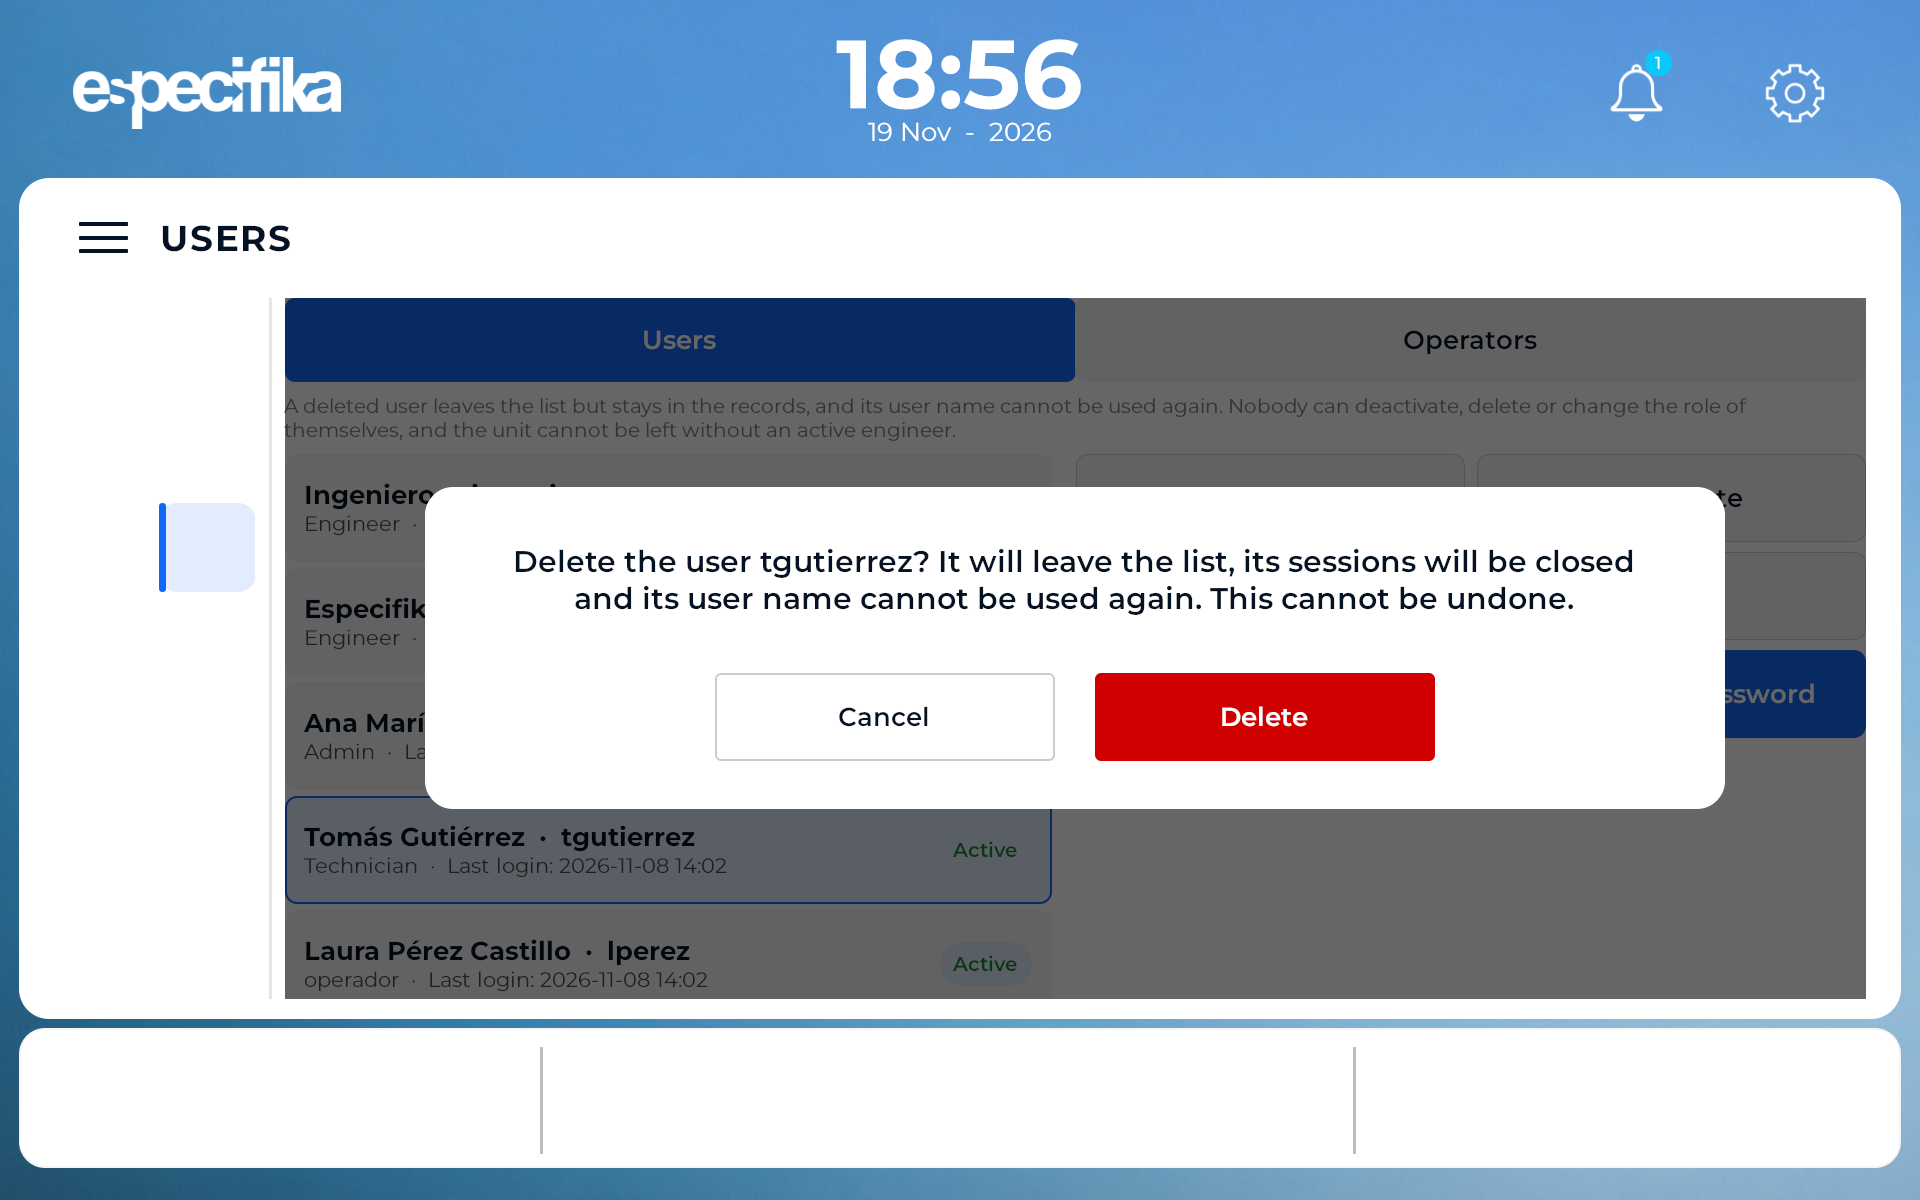 especifika
18:56
19 Nov - 2026
1
USERS
Users
Operators
A deleted user leaves the list but stays in the records, and its user name cannot be used again. Nobody can deactivate, delete or change the role of
themselves, and the unit cannot be left without an active engineer.
Engineer ·
Delete the user tgutierrez? It will leave the list, its sessions will be closed
and its user name cannot be used again. This cannot be undone.
Engineer ·
Ana
Admin ·
Cancel
Delete
Tomás Gutiérrez · tgutierrez
Technician · Last login: 2026-11-08 14:02
Active
Laura Pérez Castillo · lperez
operador · Last login: 2026-11-08 14:02
Active